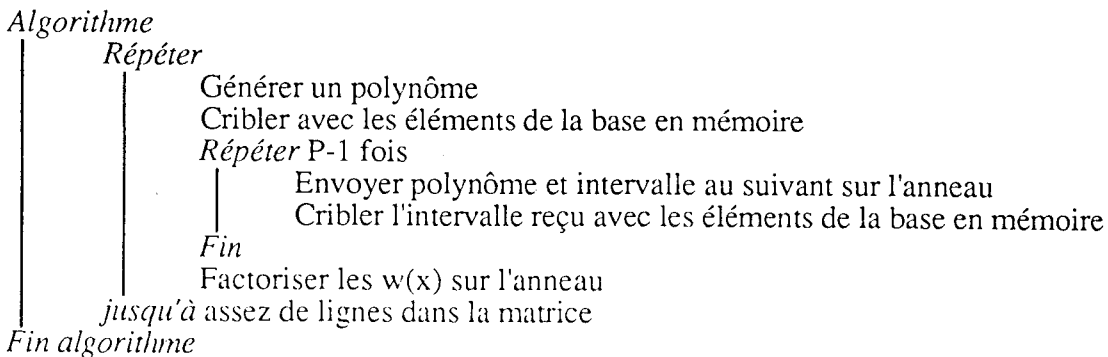 Algorithme
Répéter
Générer un polynôme
Cribler avec les éléments de la base en mémoire
Répéter P-1 fois
Envoyer polynôme et intervalle au suivant sur l'anneau
Cribler l'intervalle reçu avec les éléments de la base en mémoire
Fin
Factoriser les w(x) sur l'anneau
jusqu'à assez de lignes dans la matrice
Fin algorithme